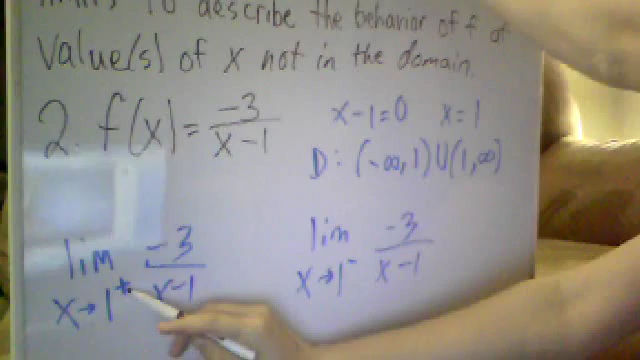 to describe the behavior of f at
value(s) of x not in the domain.
2. f(x) = -3/(x-1)
x-1=0 x=1
D: (-∞,1)U(1,∞)
lim x→1⁺ -3/(x-1)
lim x→1⁻ -3/(x-1)